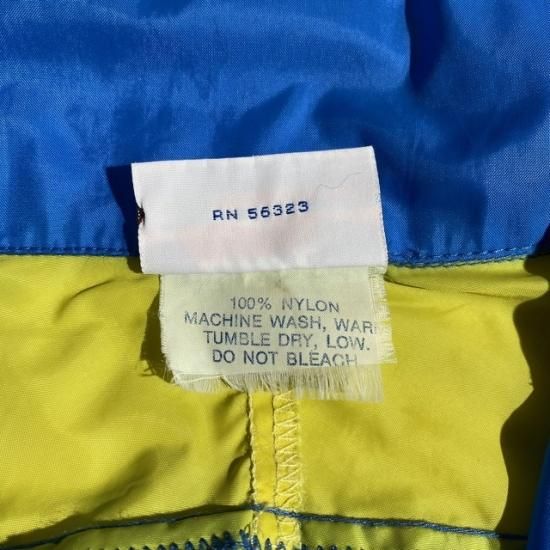 RN 56323
100% NYLON
MACHINE WASH, WAR
TUMBLE DRY, LOW.
DO NOT BLEACH